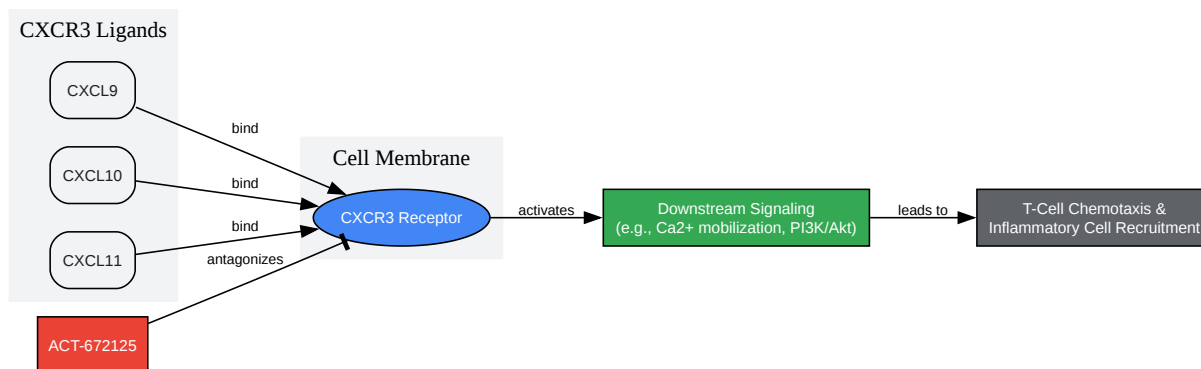 CXCR3 Ligands
CXCL9
bind
Cell Membrane
CXCL10
bind
CXCR3 Receptor
activates
Downstream Signaling
(e.g., Ca2+ mobilization, PI3K/Akt)
leads to
T-Cell Chemotaxis &
Inflammatory Cell Recruitment
bind
CXCL11
antagonizes
ACT-672125